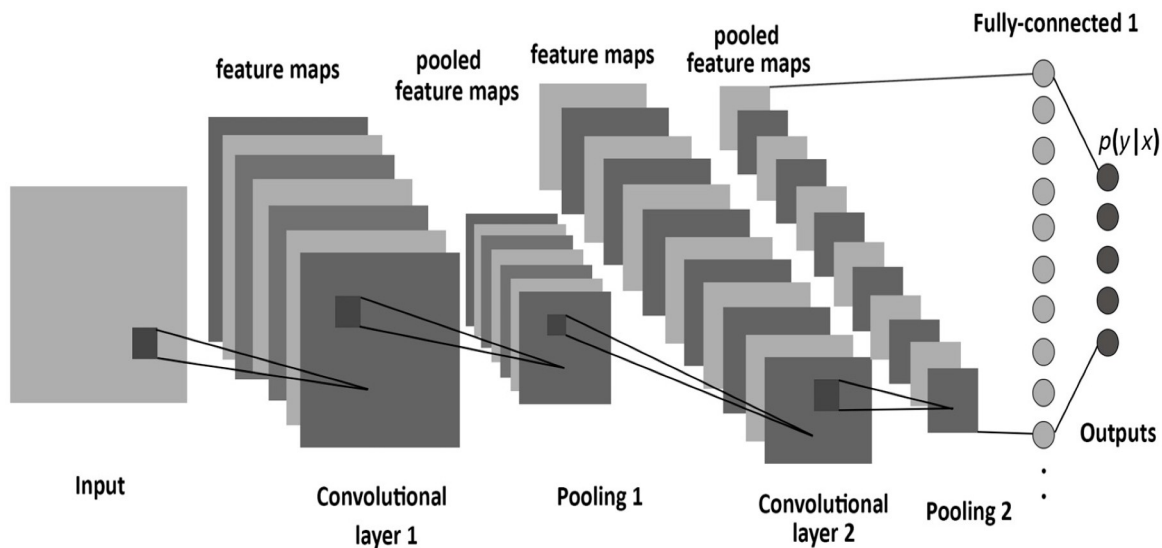 Fully-connected 1
feature maps
pooled
feature maps
feature maps
pooled
feature maps
p(y|x)
Input
Convolutional
layer 1
Pooling 1
Convolutional
layer 2
Pooling 2
Outputs